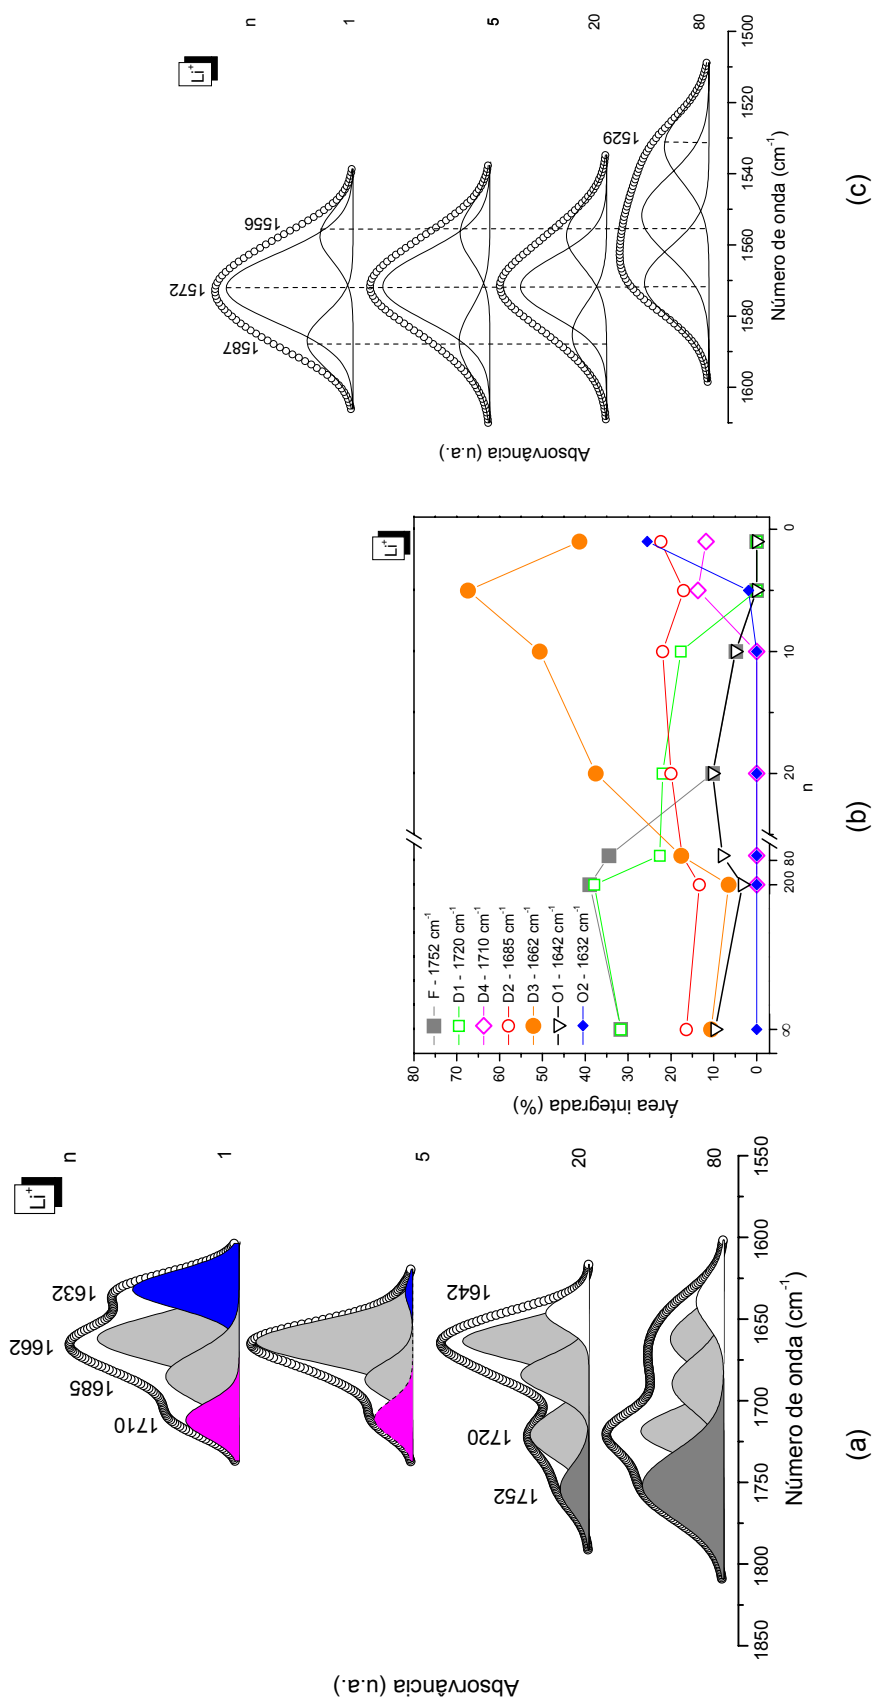 Li⁺
n
1710
1685
1662
1632
1
5
1752
1720
1642
20
80
1850
1800
1750
1700
1650
1600
1550
Número de onda (cm⁻¹)
Absorvância (u.a.)
(a)
Li⁺
80
70
60
50
40
30
20
10
0
Área integrada (%)
F - 1752 cm⁻¹
D1 - 1720 cm⁻¹
D4 - 1710 cm⁻¹
D2 - 1685 cm⁻¹
D3 - 1662 cm⁻¹
O1 - 1642 cm⁻¹
O2 - 1632 cm⁻¹
∞
200
80
20
10
0
n
(b)
Li⁺
n
1587
1572
1556
1
5
20
1529
80
1600
1580
1560
1540
1520
1500
Número de onda (cm⁻¹)
Absorvância (u.a.)
(c)